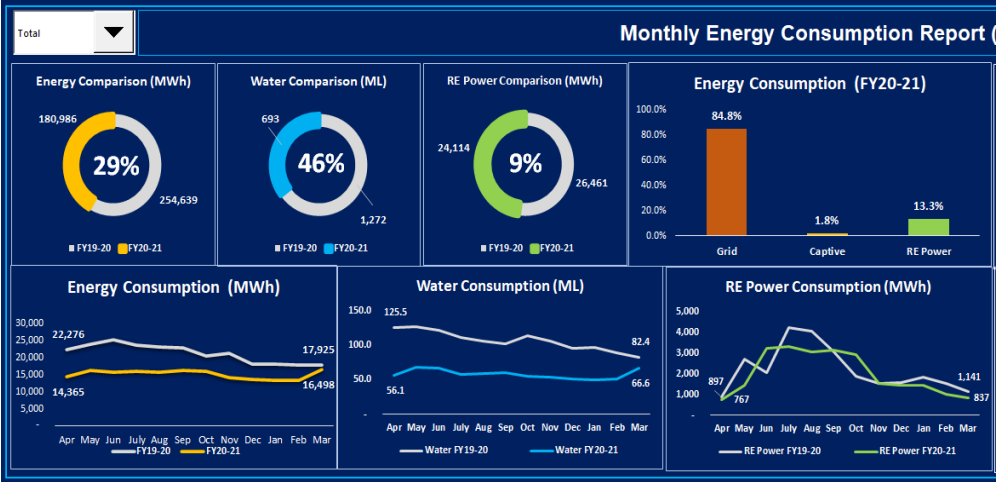 Total
Monthly Energy Consumption Report (
Energy Comparison (MWh)
180,986
29%
254,639
FY19-20 FY20-21
Water Comparison (ML)
693
46%
1,272
FY19-20 FY20-21
RE Power Comparison (MWh)
24,114
9%
26,461
FY19-20 FY20-21
Energy Consumption (FY20-21)
100.0%
80.0%
60.0%
40.0%
20.0%
0.0%
84.8%
1.8%
13.3%
Grid Captive RE Power
Energy Consumption (MWh)
30,000
25,000
20,000
15,000
10,000
5,000
-
22,276
17,925
14,365
16,498
Apr May Jun July Aug Sep Oct Nov Dec Jan Feb Mar
FY19-20 FY20-21
Water Consumption (ML)
150.0
100.0
50.0
-
125.5
82.4
56.1
66.6
Apr May Jun July Aug Sep Oct Nov Dec Jan Feb Mar
Water FY19-20 Water FY20-21
RE Power Consumption (MWh)
5,000
4,000
3,000
2,000
1,000
-
897
767
1,141
837
Apr May Jun July Aug Sep Oct Nov Dec Jan Feb Mar
RE Power FY19-20 RE Power FY20-21